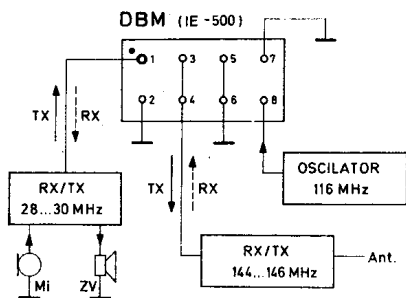 DBM (IE-500)
1 3 5 7
2 4 6 8
TX RX
TX RX
OSCILATOR
116 MHz
RX/TX
28...30 MHz
RX/TX
144...146 MHz
Ant.
Mi ZV